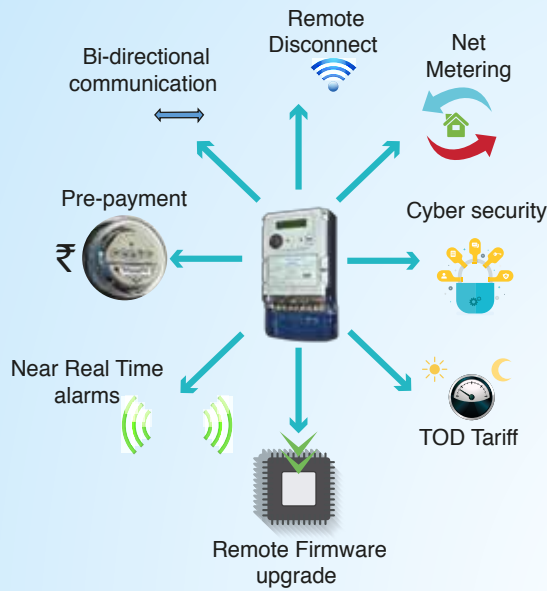 Remote
Disconnect
Bi-directional
communication
Net
Metering
Pre-payment
₹
Cyber security
Near Real Time
alarms
TOD Tariff
Remote Firmware
upgrade